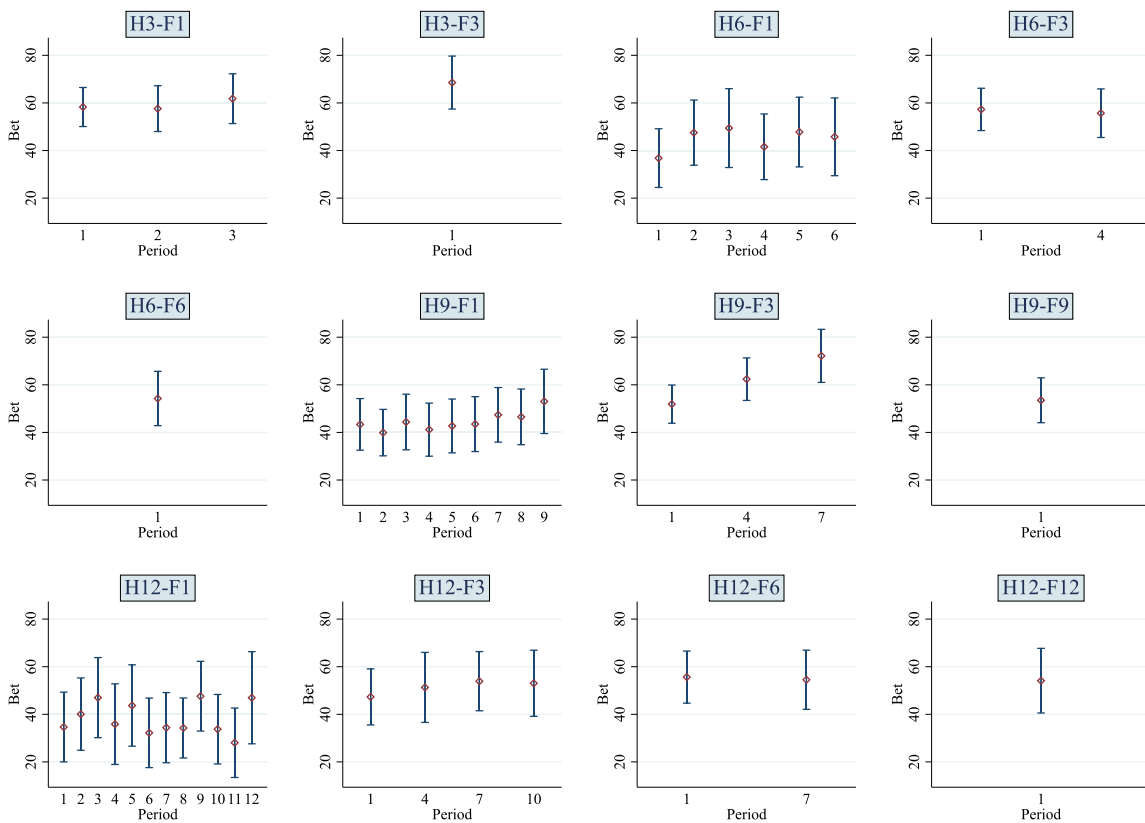 H3-F1
80
60
40
20
Bet
1 2 3
Period
H3-F3
80
60
40
20
Bet
1
Period
H6-F1
80
60
40
20
Bet
1 2 3 4 5 6
Period
H6-F3
80
60
40
20
Bet
1 4
Period
H6-F6
80
60
40
20
Bet
1
Period
H9-F1
80
60
40
20
Bet
1 2 3 4 5 6 7 8 9
Period
H9-F3
80
60
40
20
Bet
1 4 7
Period
H9-F9
80
60
40
20
Bet
1
Period
H12-F1
80
60
40
20
Bet
1 2 3 4 5 6 7 8 9 10 11 12
Period
H12-F3
80
60
40
20
Bet
1 4 7 10
Period
H12-F6
80
60
40
20
Bet
1 7
Period
H12-F12
80
60
40
20
Bet
1
Period